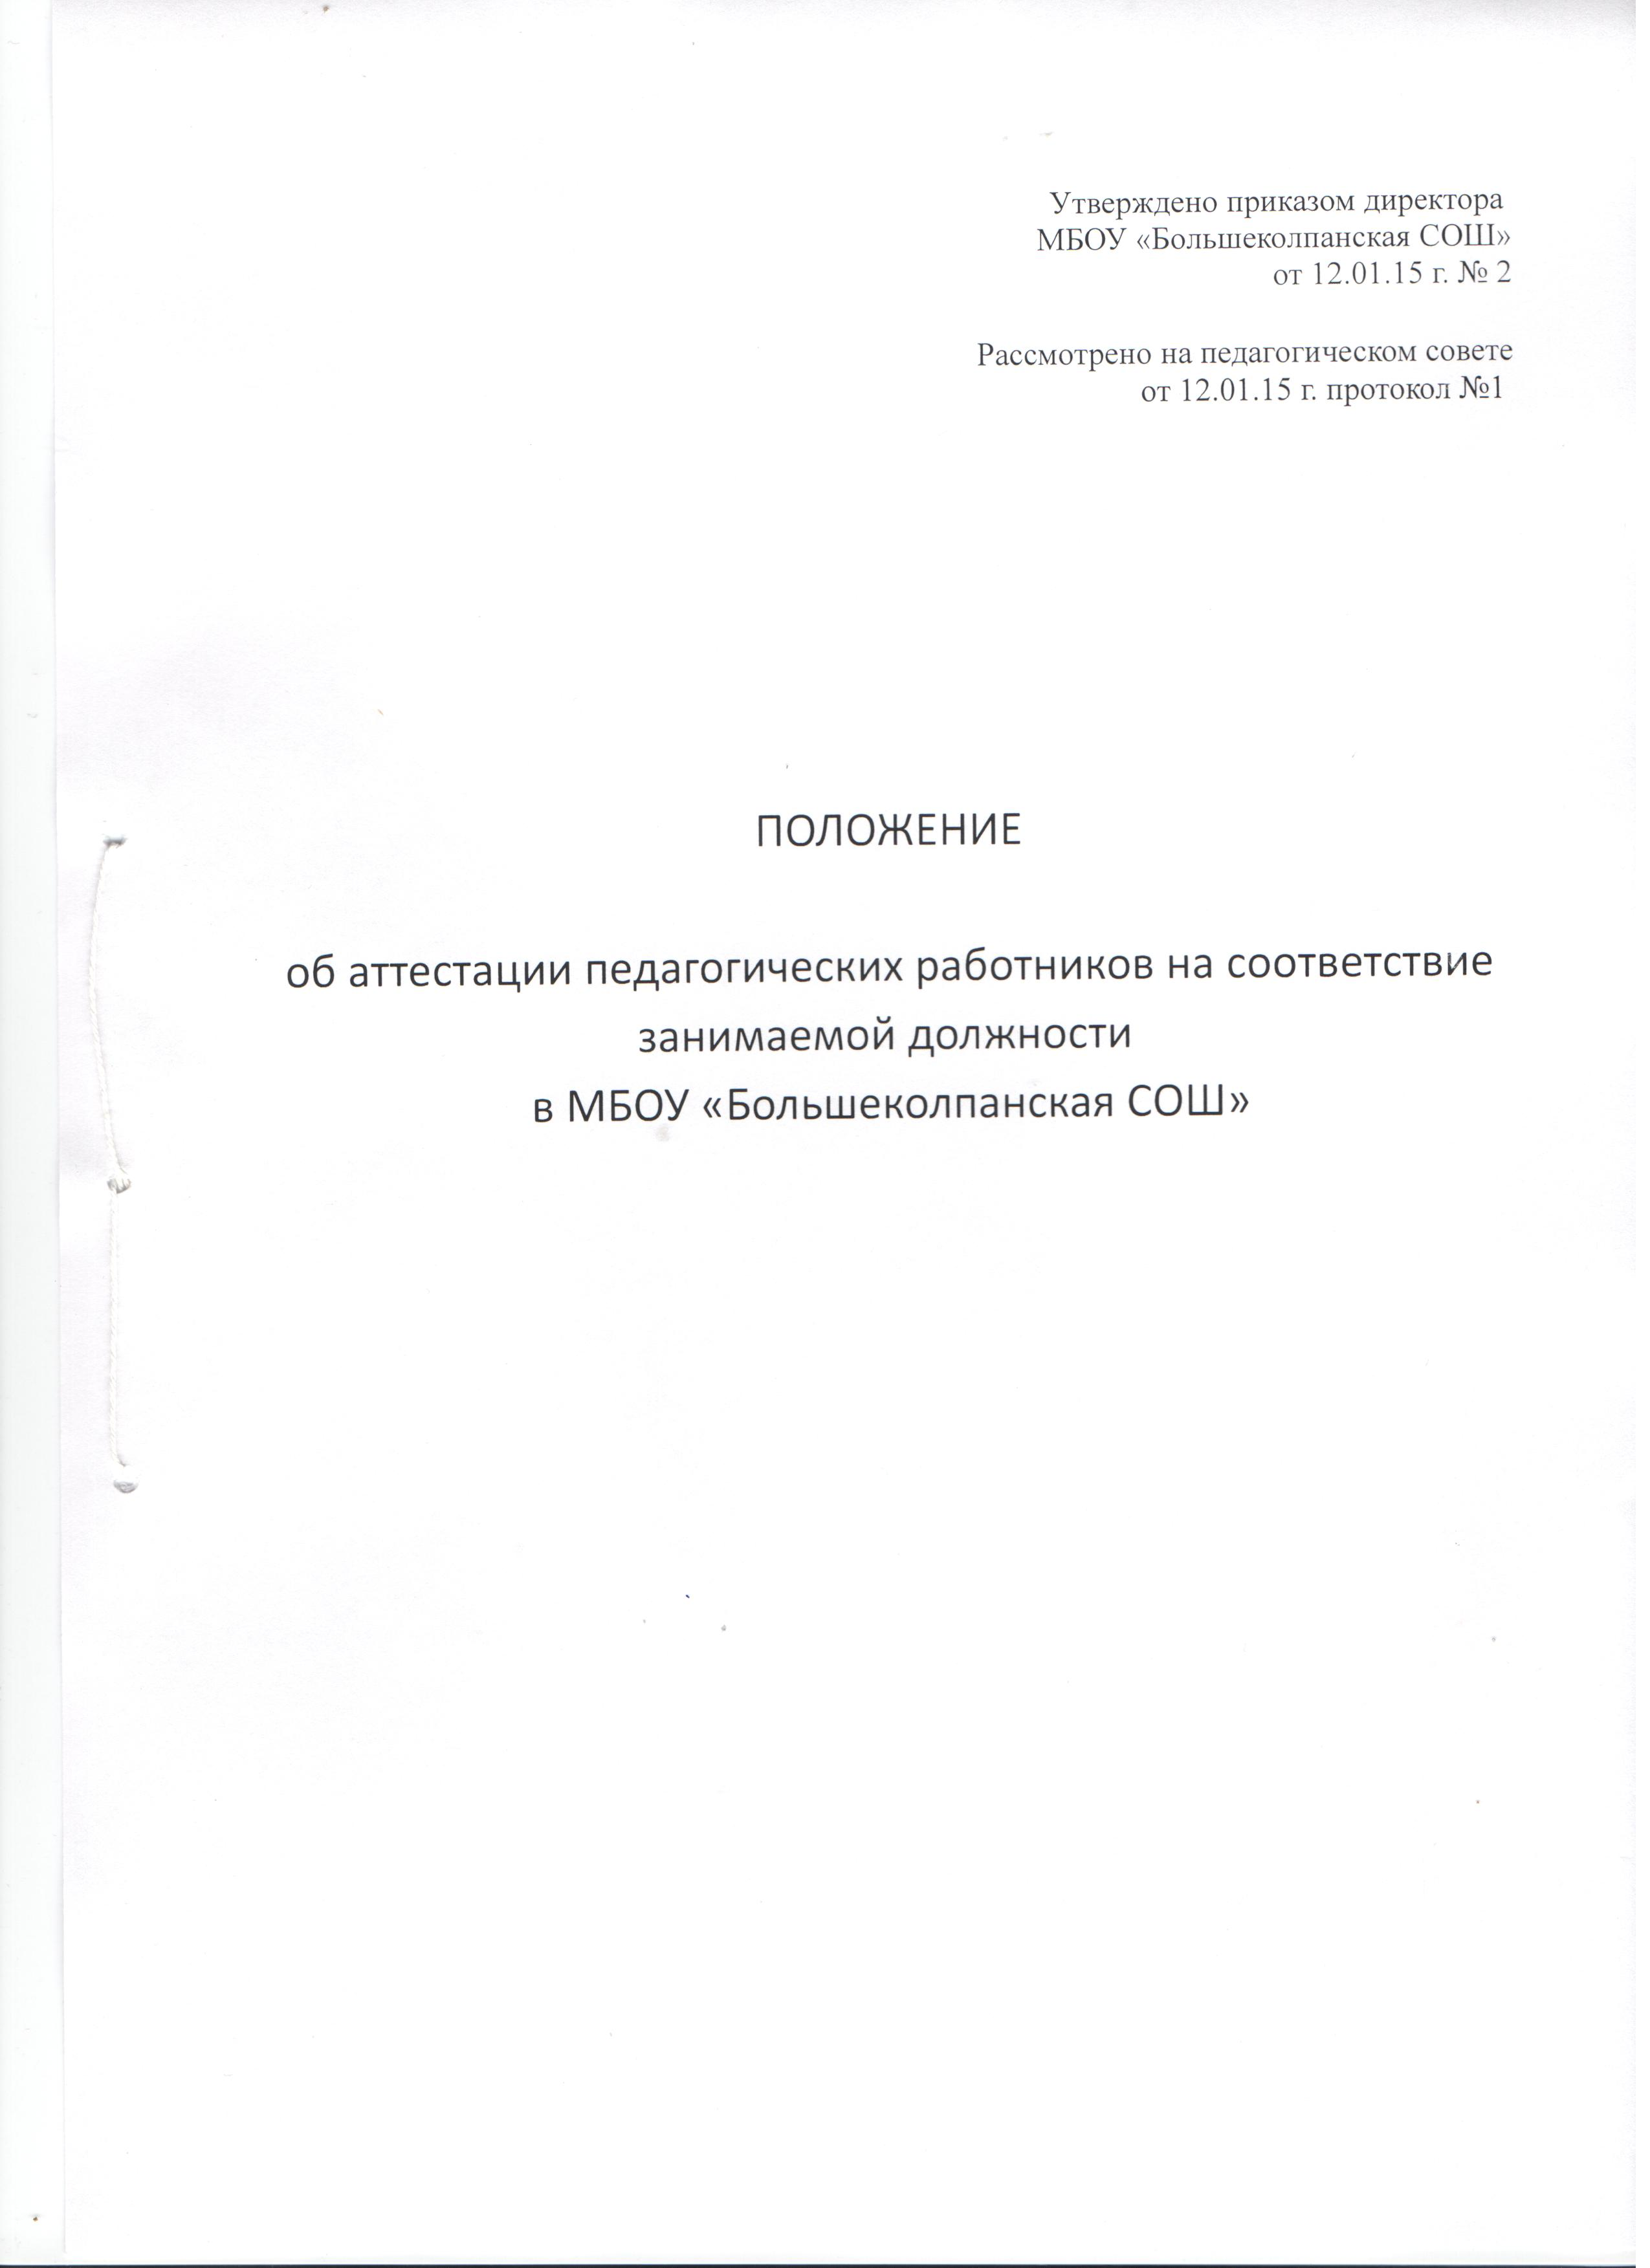 Утверждено приказом директора
МБОУ «Большеколпанская СОШ»
от 12.01.15 г. № 2
Рассмотрено на педагогическом совете
от 12.01.15 г. протокол №1
ПОЛОЖЕНИЕ
об аттестации педагогических работников на соответствие
занимаемой должности
в МБОУ «Большеколпанская СОШ»